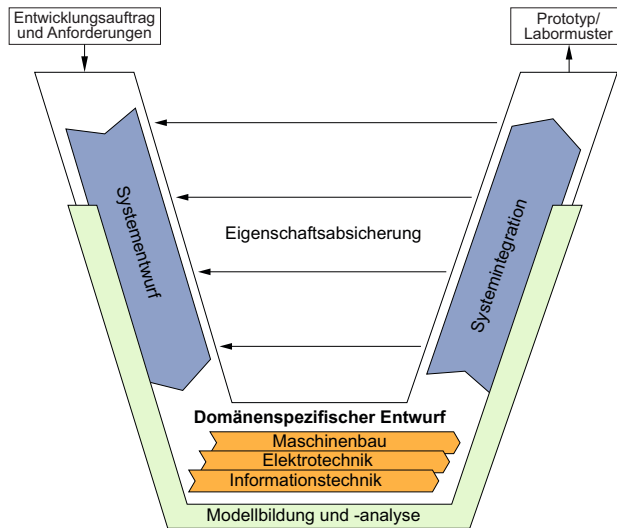 Entwicklungsauftrag
und Anforderungen
Prototyp/
Labormuster
Systementwurf
Eigenschaftsabsicherung
Systemintegration
Domänenspezifischer Entwurf
Maschinenbau
Elektrotechnik
Informationstechnik
Modellbildung und -analyse